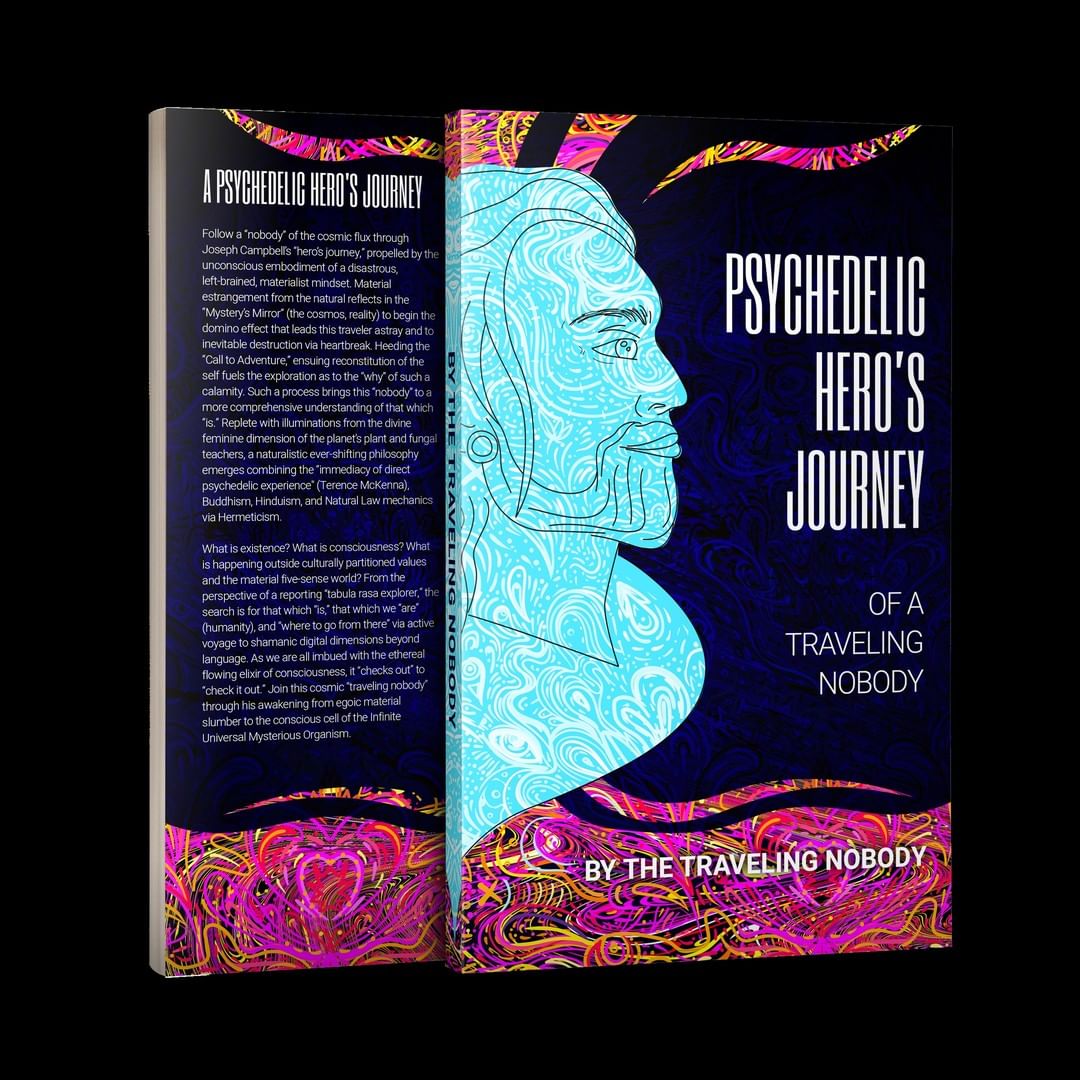 A PSYCHEDELIC HERO'S JOURNEY
Follow a “nobody” of the cosmic flux through
Joseph Campbell's “hero's journey,” propelled by the
unconscious embodiment of a disastrous,
left-brained, materialist mindset. Material
estrangement from the natural reflects in the
“Mystery's Mirror” (the cosmos, reality) to begin the
domino effect that leads this traveler astray and to
inevitable destruction via heartbreak. Heeding the
“Call to Adventure,” ensuing reconstitution of the
self fuels the exploration as to the “why” of such a
calamity. Such a process brings this “nobody” to a
more comprehensive understanding of that which
“is.” Replete with illuminations from the divine
feminine dimension of the planet's plant and fungal
teachers, a naturalistic ever-shifting philosophy
emerges combining the “immediacy of direct
psychedelic experience” (Terence McKenna),
Buddhism, Hinduism, and Natural Law mechanics
via Hermeticism.
What is existence? What is consciousness? What
is happening outside culturally partitioned values
and the material five-sense world? From the
perspective of a reporting “tabula rasa explorer,” the
search is for that which “is,” that which we “are”
(humanity), and “where to go from there” via active
voyage to shamanic digital dimensions beyond
language. As we are all imbued with the ethereal
flowing elixir of consciousness, it “checks out” to
“check it out.” Join this cosmic “traveling nobody”
through his awakening from egoic material
slumber to the conscious cell of the Infinite
Universal Mysterious Organism.
BY THE TRAVELING NOBODY
PSYCHEDELIC
HERO'S
JOURNEY
OF A
TRAVELING
NOBODY
BY THE TRAVELING NOBODY